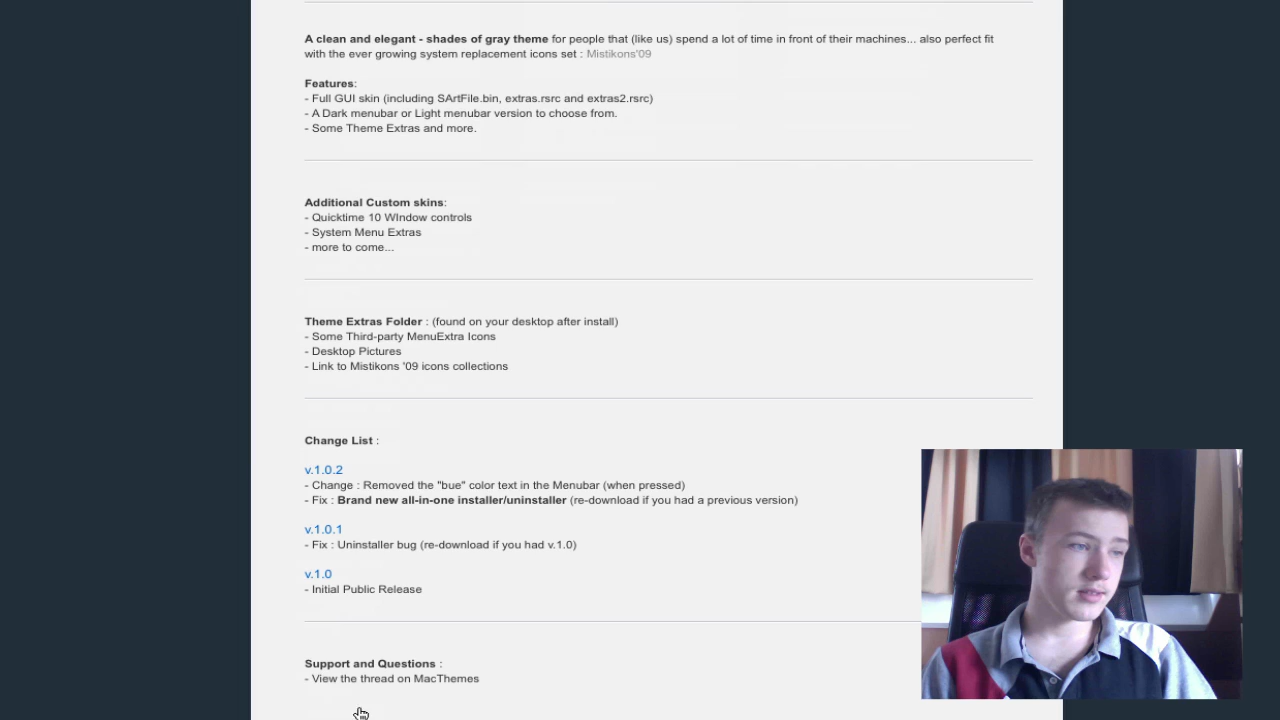 A clean and elegant - shades of gray theme for people that (like us) spend a lot of time in front of their machines... also perfect fit
with the ever growing system replacement icons set : Mistikons'09
Features:
- Full GUI skin (including SArtFile.bin, extras.rsrc and extras2.rsrc)
- A Dark menubar or Light menubar version to choose from.
- Some Theme Extras and more.
Additional Custom skins:
- Quicktime 10 WIndow controls
- System Menu Extras
- more to come...
Theme Extras Folder : (found on your desktop after install)
- Some Third-party MenuExtra Icons
- Desktop Pictures
- Link to Mistikons '09 icons collections
Change List :
v.1.0.2
- Change : Removed the "bue" color text in the Menubar (when pressed)
- Fix : Brand new all-in-one installer/uninstaller (re-download if you had a previous version)
v.1.0.1
- Fix : Uninstaller bug (re-download if you had v.1.0)
v.1.0
- Initial Public Release
Support and Questions :
- View the thread on MacThemes